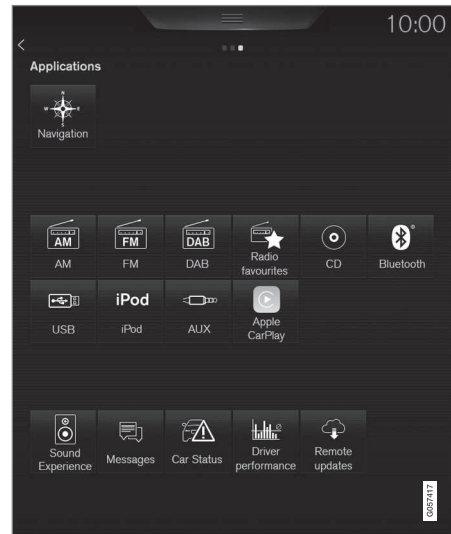 10:00
Applications
N
W E
S
Navigation
AM FM DAB
AM FM DAB Radio favourites CD Bluetooth
iPod
USB iPod AUX Apple CarPlay
Sound Experience Messages Car Status Driver performance Remote updates
G057417